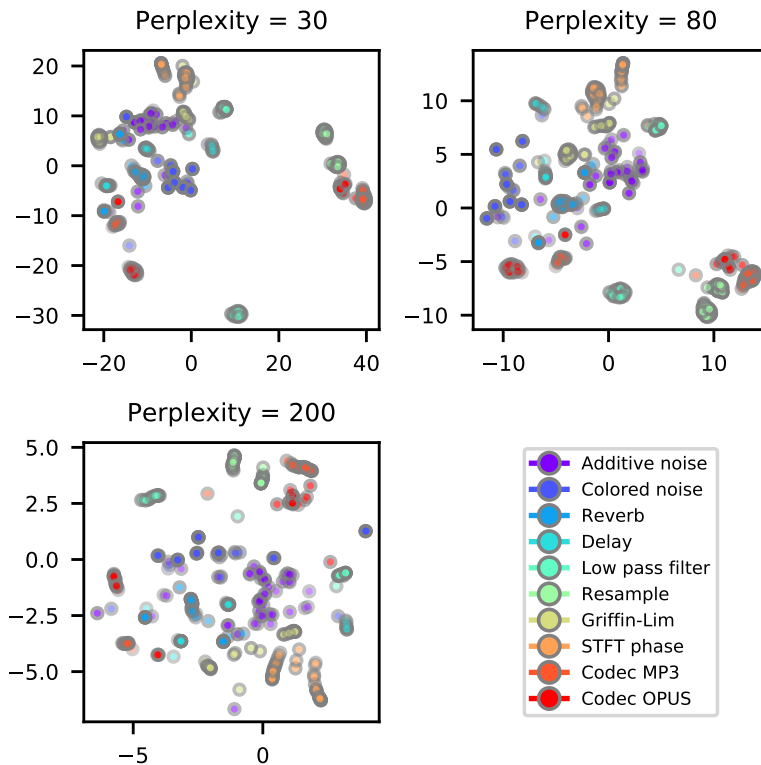 Perplexity = 30
20
10
0
−10
−20
−30
−20
0
20
40
Perplexity = 80
10
5
0
−5
−10
−10
0
10
Perplexity = 200
5.0
2.5
0.0
−2.5
−5.0
−5
0
Additive noise
Colored noise
Reverb
Delay
Low pass filter
Resample
Griffin-Lim
STFT phase
Codec MP3
Codec OPUS